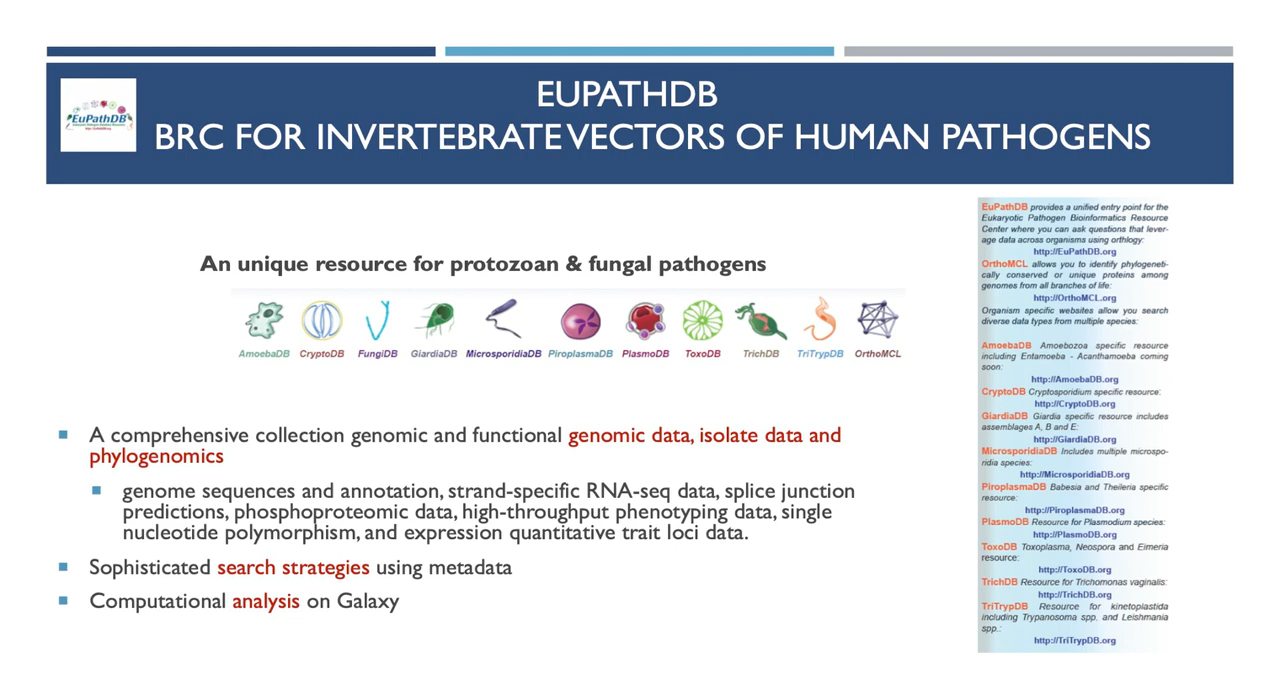 EUPATHDB
BRC FOR INVERTEBRATE VECTORS OF HUMAN PATHOGENS
EuPathDB
An unique resource for protozoan & fungal pathogens
AmoebaDB CryptoDB FungiDB GiardiaDB MicrosporidiaDB PiroplasmaDB PlasmoDB ToxoDB TrichDB TriTrypDB OrthoMCL
A comprehensive collection genomic and functional genomic data, isolate data and
phylogenomics
genome sequences and annotation, strand-specific RNA-seq data, splice junction
predictions, phosphoproteomic data, high-throughput phenotyping data, single
nucleotide polymorphism, and expression quantitative trait loci data.
Sophisticated search strategies using metadata
Computational analysis on Galaxy
EuPathDB provides a unified entry point for the
Eukaryotic Pathogen Bioinformatics Resource
Center where you can ask questions that lever-
age data across organisms using orthlogy:
http://EuPathDB.org
OrthoMCL allows you to identify phylogeneti-
cally conserved or unique proteins among
genomes from all branches of life:
http://OrthoMCL.org
Organism specific websites allow you search
diverse data types from multiple species:
AmoebaDB Amoebozoa specific resource
including Entamoeba - Acanthamoeba coming
soon:
http://AmoebaDB.org
CryptoDB Cryptosporidium specific resource:
http://CryptoDB.org
GiardiaDB Giardia specific resource includes
assemblages A, B and E:
http://GiardiaDB.org
MicrosporidiaDB Includes multiple microspo-
ridia species:
http://MicrosporidiaDB.org
PiroplasmaDB Babesia and Theileria specific
resource:
http://PiroplasmaDB.org
PlasmoDB Resource for Plasmodium species:
http://PlasmoDB.org
ToxoDB Toxoplasma, Neospora and Eimeria
resource:
http://ToxoDB.org
TrichDB Resource for Trichomonas vaginalis:
http://TrichDB.org
TriTrypDB Resource for kinetoplastida
including Trypanosoma spp. and Leishmania
spp.:
http://TriTrypDB.org